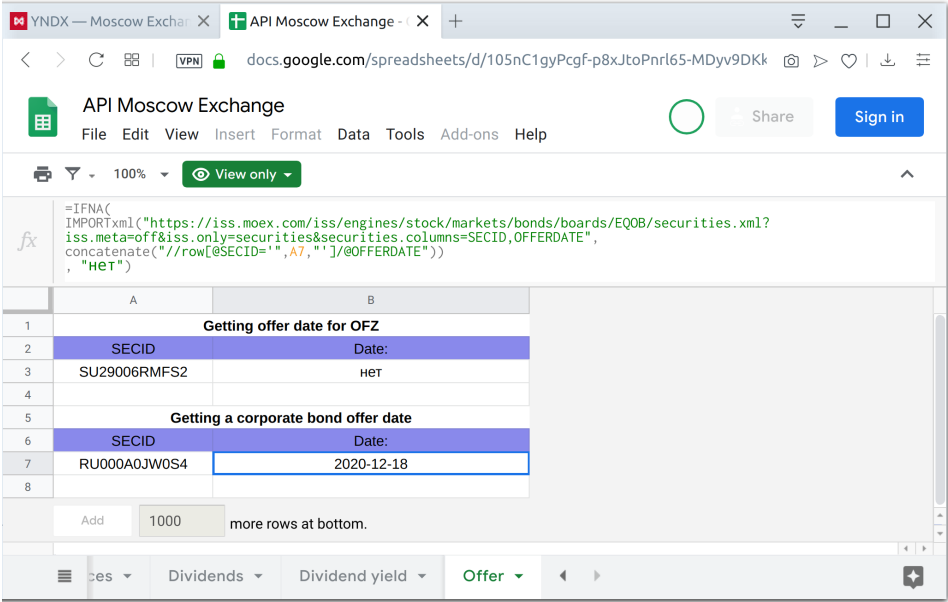 YNDX — Moscow Exchan
API Moscow Exchange -
VPN
docs.google.com/spreadsheets/d/105nC1gyPcgf-p8xJtoPnrl65-MDyv9DKk
API Moscow Exchange
File Edit View Insert Format Data Tools Add-ons Help
Share
Sign in
100%
View only
fx
=IFNA(
IMPORTxml("https://iss.moex.com/iss/engines/stock/markets/bonds/boards/EQOB/securities.xml?
iss.meta=off&iss.only=securities&securities.columns=SECID,OFFERDATE",
concatenate("//row[@SECID='",A7,"']/@OFFERDATE"))
, "нет")
A B
1 Getting offer date for OFZ
2 SECID Date:
3 SU29006RMFS2 нет
4
5 Getting a corporate bond offer date
6 SECID Date:
7 RU000A0JW0S4 2020-12-18
8
Add 1000 more rows at bottom.
ces Dividends Dividend yield Offer